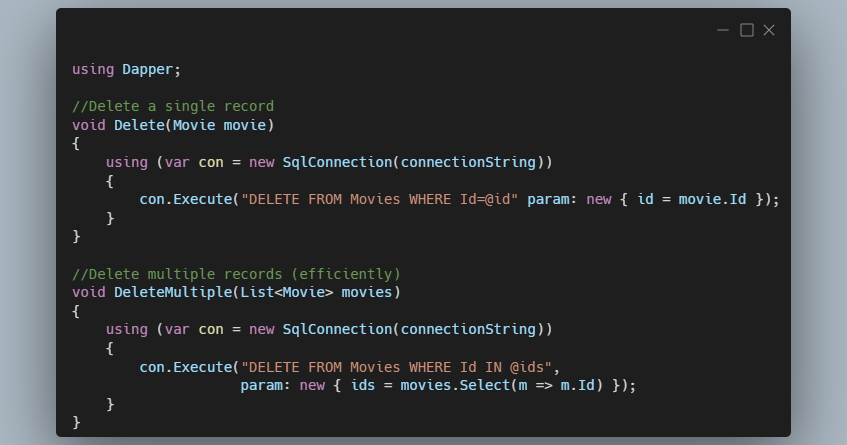 using Dapper;
//Delete a single record
void Delete(Movie movie)
{
    using (var con = new SqlConnection(connectionString))
    {
        con.Execute("DELETE FROM Movies WHERE Id=@id" param: new { id = movie.Id });
    }
}
//Delete multiple records (efficiently)
void DeleteMultiple(List<Movie> movies)
{
    using (var con = new SqlConnection(connectionString))
    {
        con.Execute("DELETE FROM Movies WHERE Id IN @ids",
                    param: new { ids = movies.Select(m => m.Id) });
    }
}